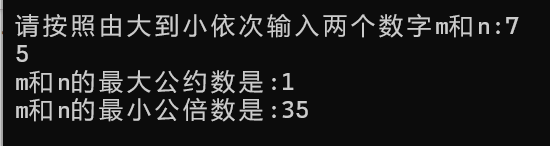 请按照由大到小依次输入两个数字m和n:7
5
m和n的最大公约数是:1
m和n的最小公倍数是:35